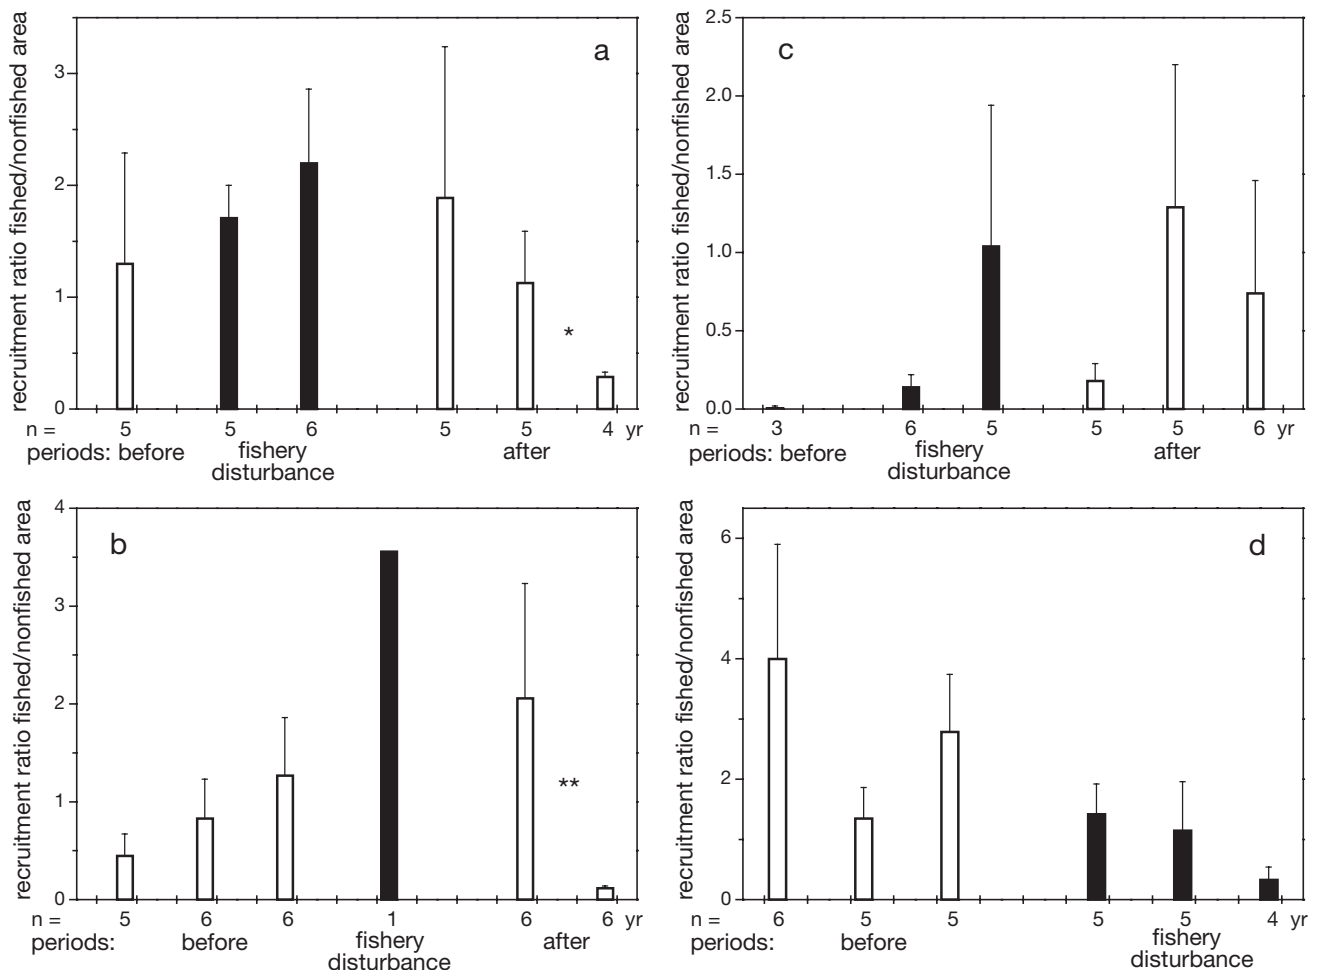 recruitment ratio fished/nonfished area
a
3
2
1
0
*
n = 5 5 6 5 5 4 yr
periods: before fishery disturbance after
recruitment ratio fished/nonfished area
c
2.5
2.0
1.5
1.0
0.5
0.0
n = 3 6 5 5 5 6 yr
periods: before fishery disturbance after
recruitment ratio fished/nonfished area
b
4
3
2
1
0
**
n = 5 6 6 1 6 6 yr
periods: before fishery disturbance after
recruitment ratio fished/nonfished area
d
6
4
2
0
n = 6 5 5 5 5 4 yr
periods: before fishery disturbance